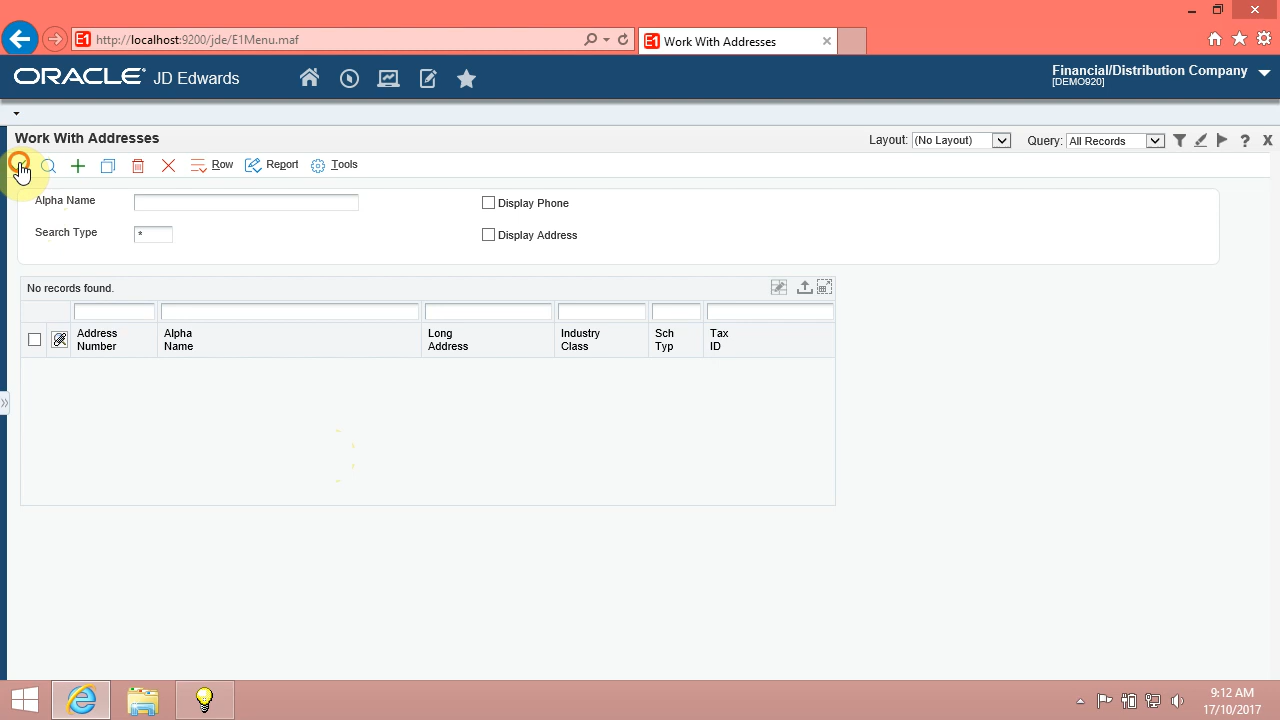 http://localhost:9200/jde/E1Menu.maf
E1 Work With Addresses
ORACLE JD Edwards
Financial/Distribution Company
[DEMO920]
Work With Addresses
Layout: (No Layout)
Query: All Records
Row
Report
Tools
Alpha Name
Display Phone
Search Type
*
Display Address
No records found.
Address Number
Alpha Name
Long Address
Industry Class
Sch Typ
Tax ID
9:12 AM
17/10/2017